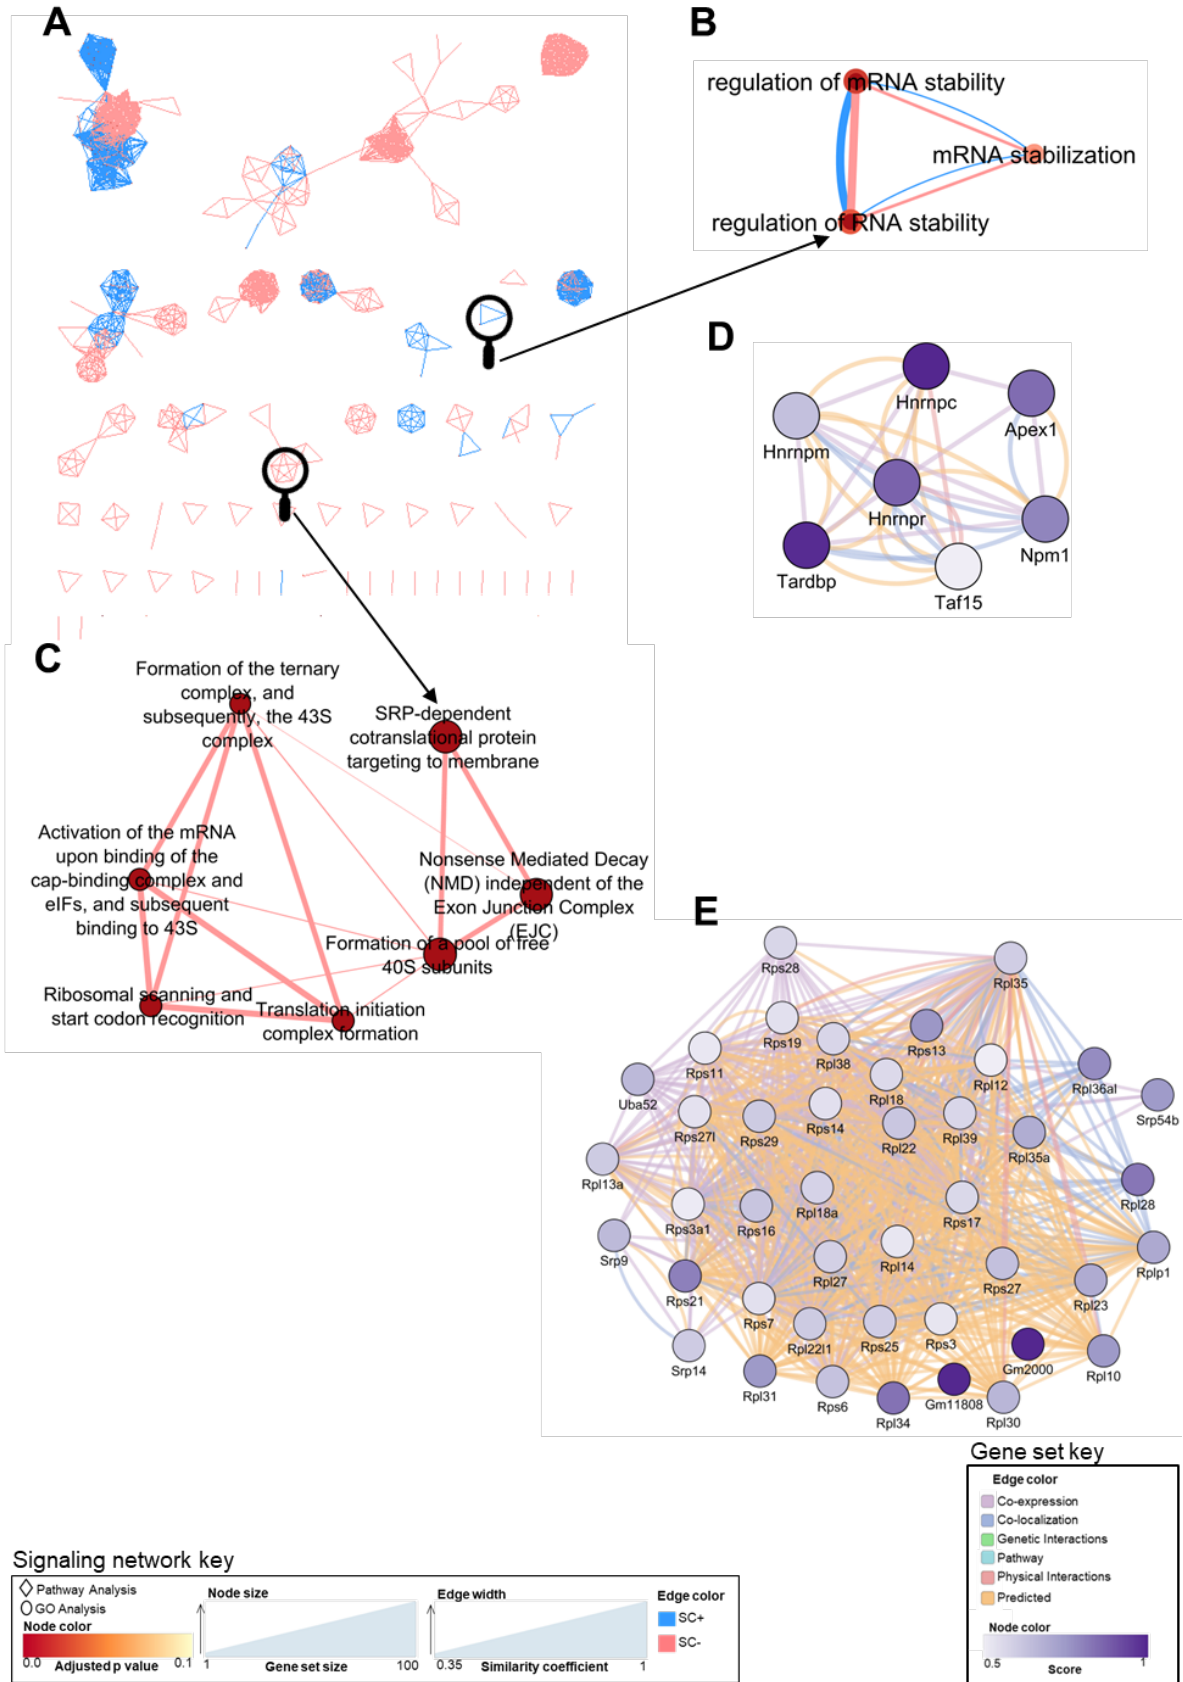 A
B
regulation of mRNA stability
mRNA stabilization
regulation of RNA stability
D
Hnrnpc
Apex1
Hnrnpm
Hnrnpr
Npm1
Tardbp
Taf15
C
Formation of the ternary
complex, and
subsequently, the 43S
complex
SRP-dependent
cotranslational protein
targeting to membrane
Activation of the mRNA
upon binding of the
cap-binding complex and
eIFs, and subsequent
binding to 43S
Nonsense Mediated Decay
(NMD) independent of the
Exon Junction Complex
(EJC)
Formation of a pool of free
40S subunits
Ribosomal scanning and
start codon recognition
Translation initiation
complex formation
E
Rps28
Rpl35
Rps19
Rpl38
Rps13
Rps11
Rpl18
Rpl12
Rpl36al
Uba52
Srp54b
Rps27l
Rps29
Rps14
Rpl22
Rpl39
Rpl35a
Rpl13a
Rpl28
Rps3a1
Rps16
Rpl18a
Rps17
Srp9
Rpl14
Rplp1
Rpl27
Rps27
Rps21
Rpl23
Rps7
Rpl22l1
Rps25
Rps3
Srp14
Gm2000
Rpl10
Rpl31
Rps6
Rpl34
Gm11808
Rpl30
Gene set key
Edge color
Co-expression
Co-localization
Genetic Interactions
Pathway
Physical Interactions
Predicted
Node color
0.5
Score
1
Signaling network key
Pathway Analysis
GO Analysis
Node color
0.0
Adjusted p value
0.1
Node size
1
Gene set size
100
Edge width
0.35
Similarity coefficient
1
Edge color
SC+
SC-